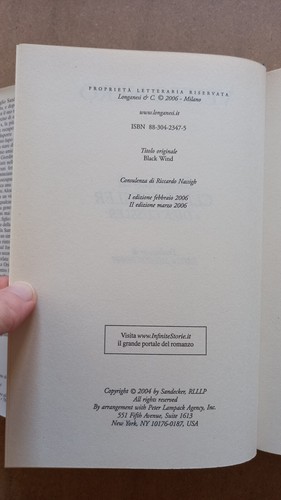 PROPRIETÀ LETTERARIA RISERVATA
Longanesi & C. © 2006 - Milano
www.longanesi.it
ISBN 88-304-2347-5
Titolo originale
Black Wind
Consulenza di Riccardo Nassigh
I edizione febbraio 2006
II edizione marzo 2006
Visita www.InfiniteStorie.it
il grande portale del romanzo
Copyright © 2004 by Sandecker, RLLLP
All rights reserved
By arrangement with Peter Lampack Agency, Inc.
551 Fifth Avenue, Suite 1613
New York, NY 10176-0187, USA